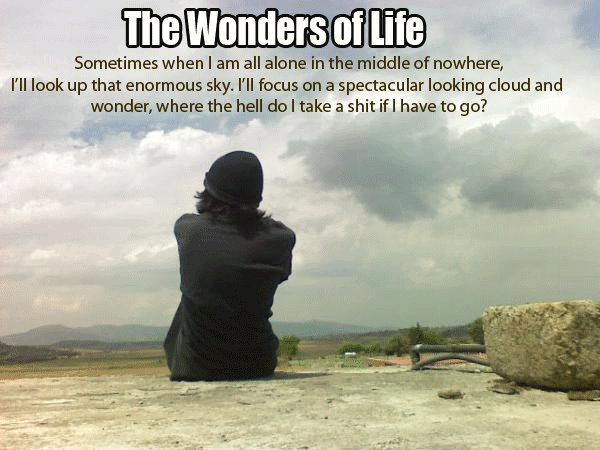 The Wonders of Life
Sometimes when I am all alone in the middle of nowhere,
I'll look up that enormous sky. I'll focus on a spectacular looking cloud and
wonder, where the hell do I take a shit if I have to go?